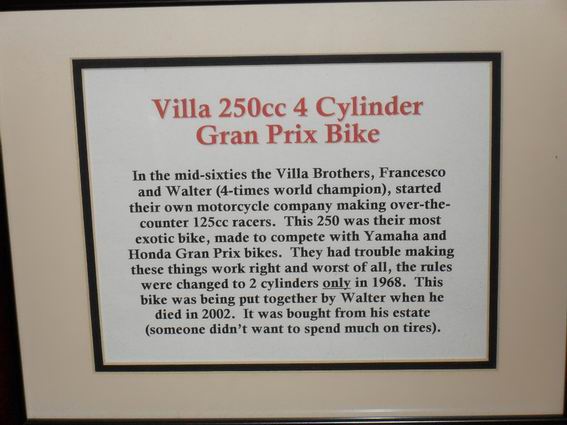 Villa 250cc 4 Cylinder
Gran Prix Bike
In the mid-sixties the Villa Brothers, Francesco
and Walter (4-times world champion), started
their own motorcycle company making over-the-
counter 125cc racers.  This 250 was their most
exotic bike, made to compete with Yamaha and
Honda Gran Prix bikes.  They had trouble making
these things work right and worst of all, the rules
were changed to 2 cylinders only in 1968.  This
bike was being put together by Walter when he
died in 2002.  It was bought from his estate
(someone didn't want to spend much on tires).